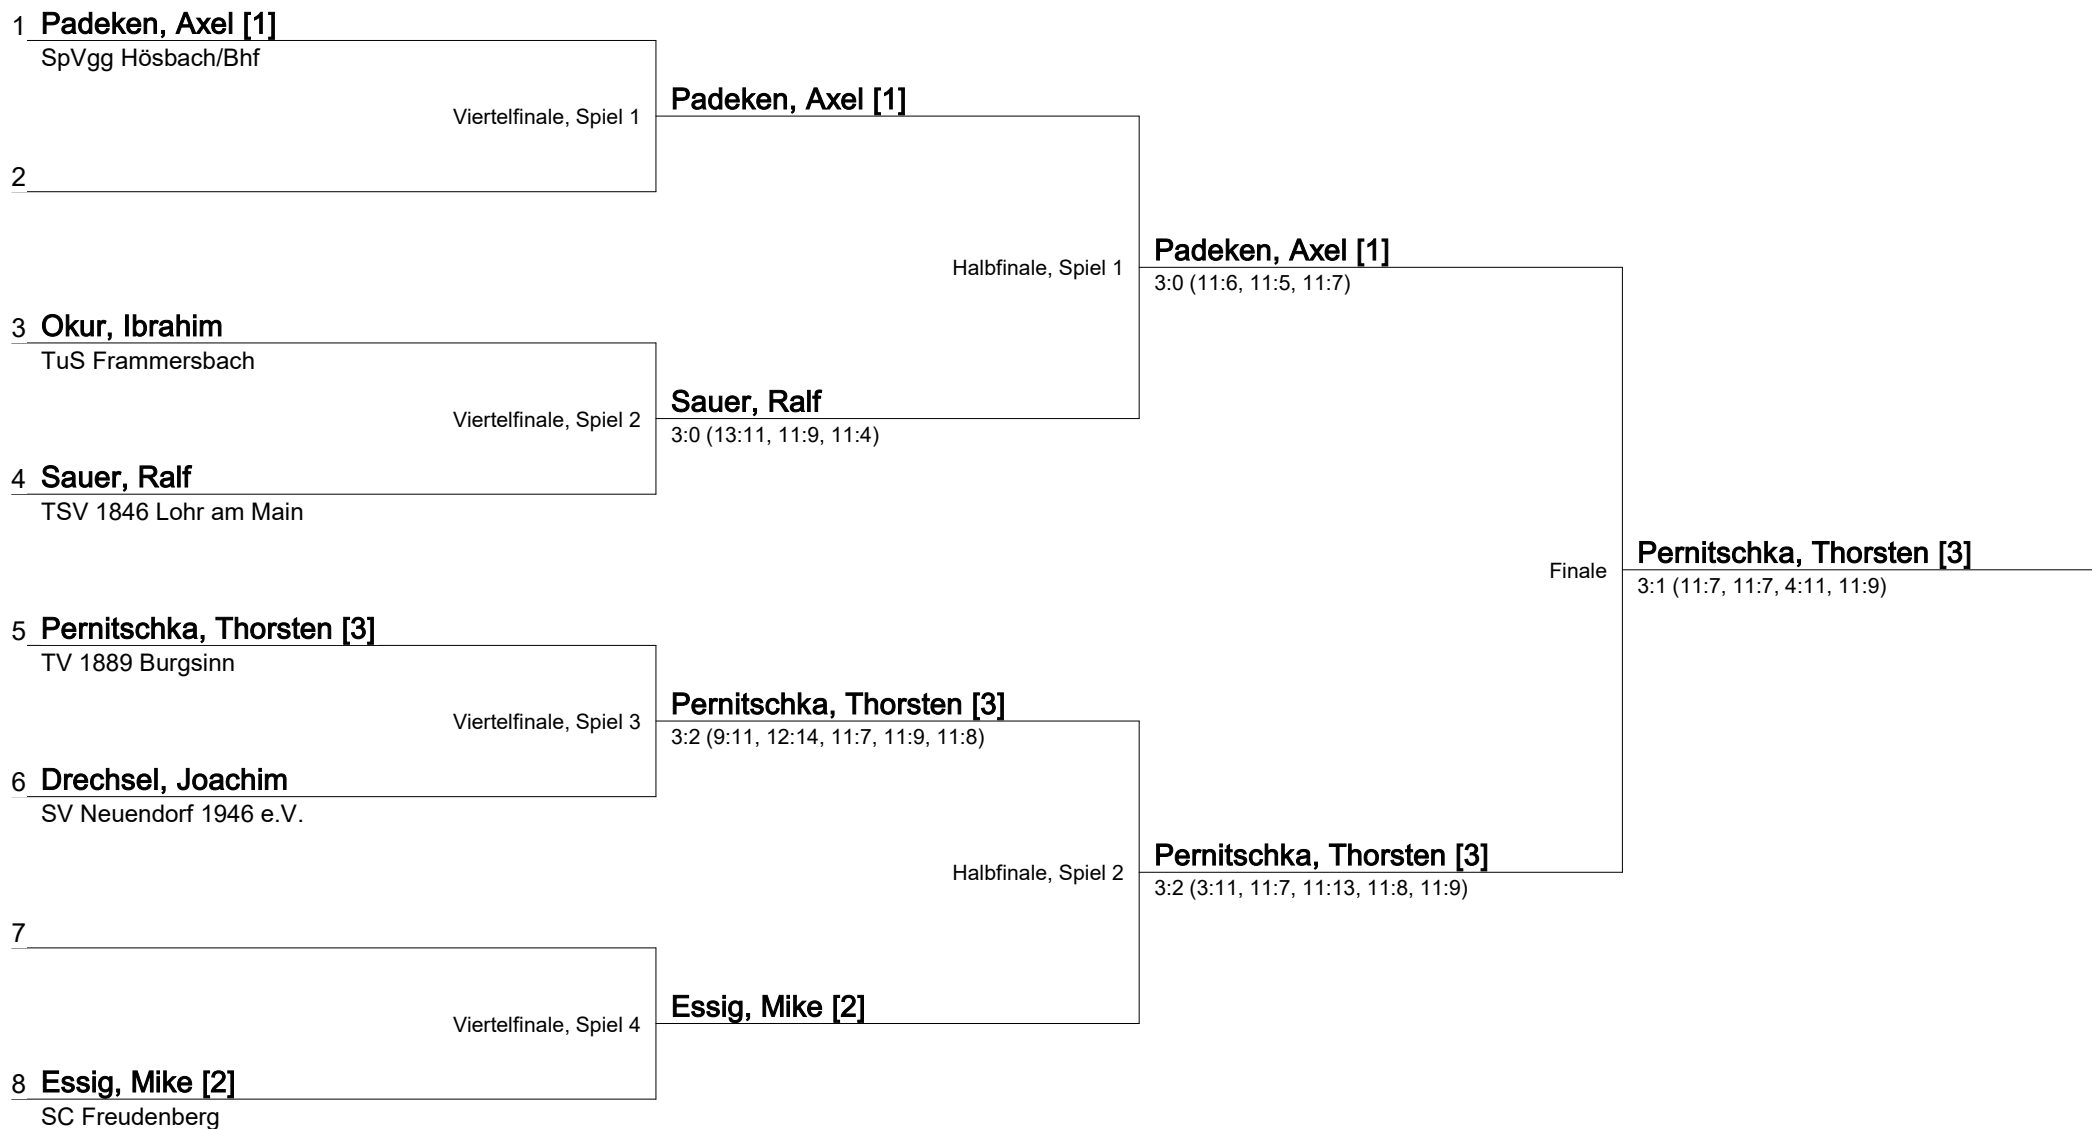 1 Padeken, Axel [1]
SpVgg Hösbach/Bhf
Viertelfinale, Spiel 1
Padeken, Axel [1]
2
Halbfinale, Spiel 1
Padeken, Axel [1]
3:0 (11:6, 11:5, 11:7)
3 Okur, Ibrahim
TuS Frammersbach
Viertelfinale, Spiel 2
Sauer, Ralf
3:0 (13:11, 11:9, 11:4)
4 Sauer, Ralf
TSV 1846 Lohr am Main
Finale
Pernitschka, Thorsten [3]
3:1 (11:7, 11:7, 4:11, 11:9)
5 Pernitschka, Thorsten [3]
TV 1889 Burgsinn
Viertelfinale, Spiel 3
Pernitschka, Thorsten [3]
3:2 (9:11, 12:14, 11:7, 11:9, 11:8)
6 Drechsel, Joachim
SV Neuendorf 1946 e.V.
Halbfinale, Spiel 2
Pernitschka, Thorsten [3]
3:2 (3:11, 11:7, 11:13, 11:8, 11:9)
7
Viertelfinale, Spiel 4
Essig, Mike [2]
8 Essig, Mike [2]
SC Freudenberg